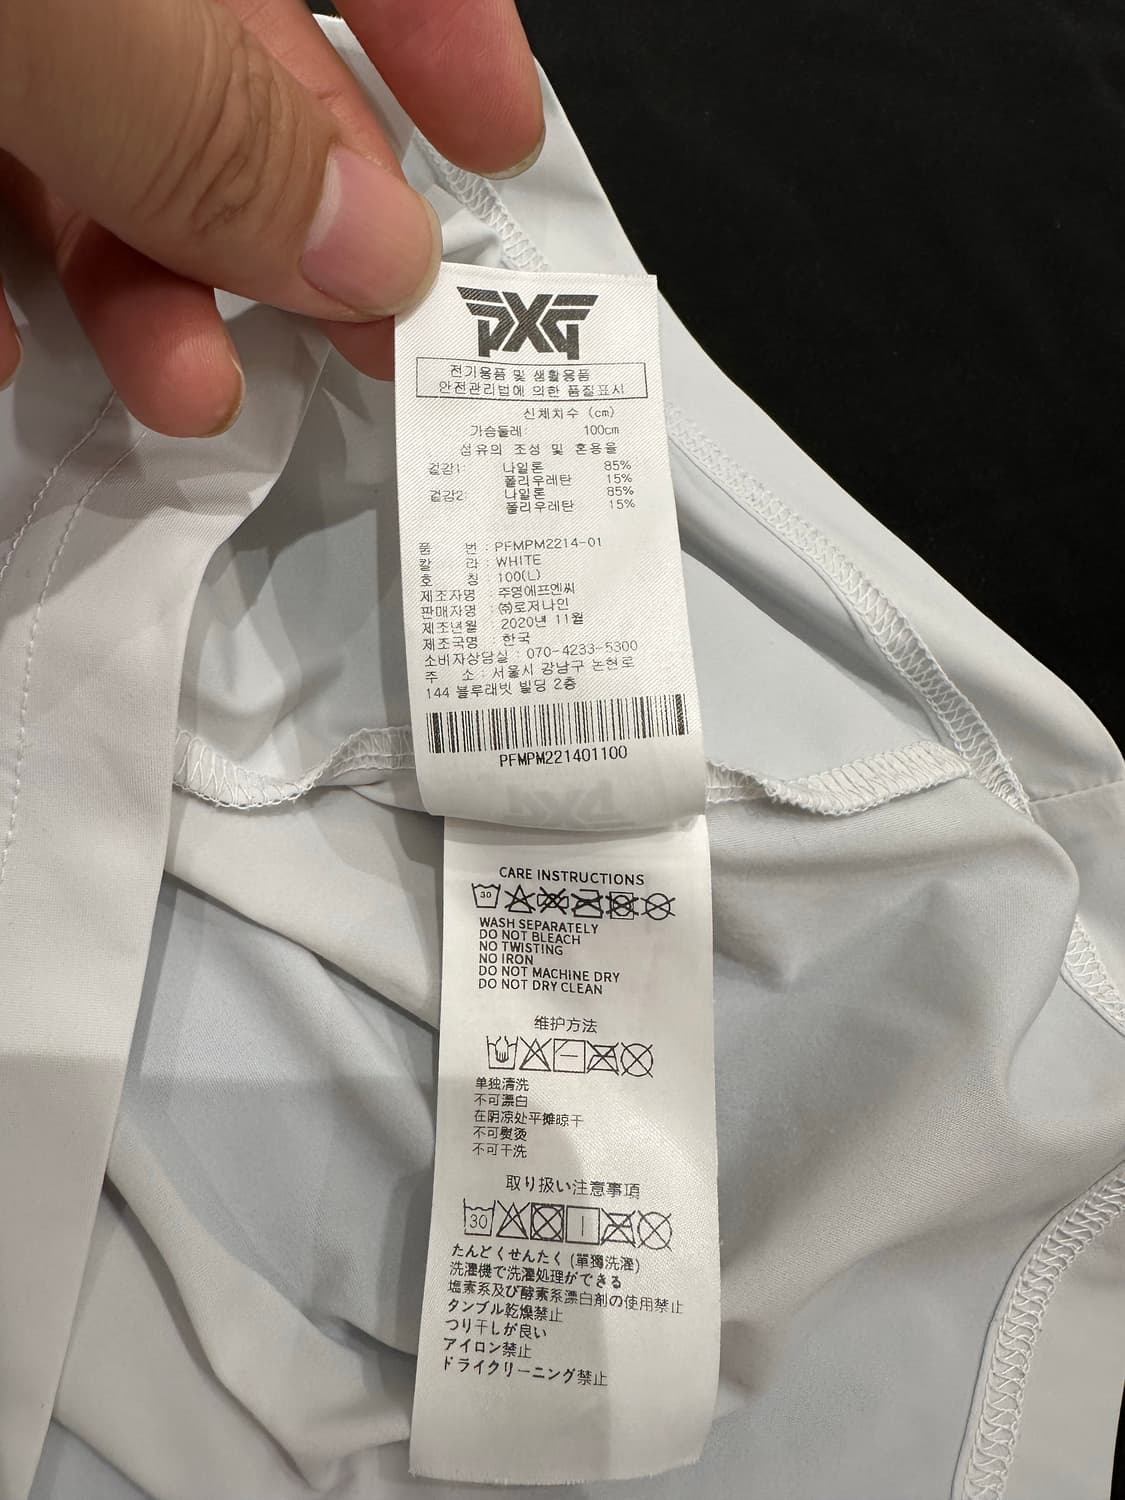 PXG
전기용품 및 생활용품
안전관리법에 의한 품질표시
신체치수 (cm)
가슴둘레: 100cm
섬유의 조성 및 혼용율
겉감1: 나일론 85%
폴리우레탄 15%
겉감2: 나일론 85%
폴리우레탄 15%
품 번 : PFMPM2214-01
칼 라 : WHITE
호 칭 : 100(L)
제조자명 : 주영에프엔씨
판매자명 : ㈜로저나인
제조년월 : 2020년 11월
제조국명 : 한국
소비자상담실 : 070-4233-5300
주 소 : 서울시 강남구 논현로
144 블루래빗 빌딩 2층
PFMPM221401100
CARE INSTRUCTIONS
30
WASH SEPARATELY
DO NOT BLEACH
NO TWISTING
NO IRON
DO NOT MACHINE DRY
DO NOT DRY CLEAN
维护方法
单独清洗
不可漂白
在阴凉处平摊晾干
不可熨烫
不可干洗
取り扱い注意事項
30
たんどくせんたく (單獨洗濯)
洗濯機で洗濯処理ができる
塩素系及び酵素系漂白剤の使用禁止
タンブル乾燥禁止
つり干しが良い
アイロン禁止
ドライクリーニング禁止